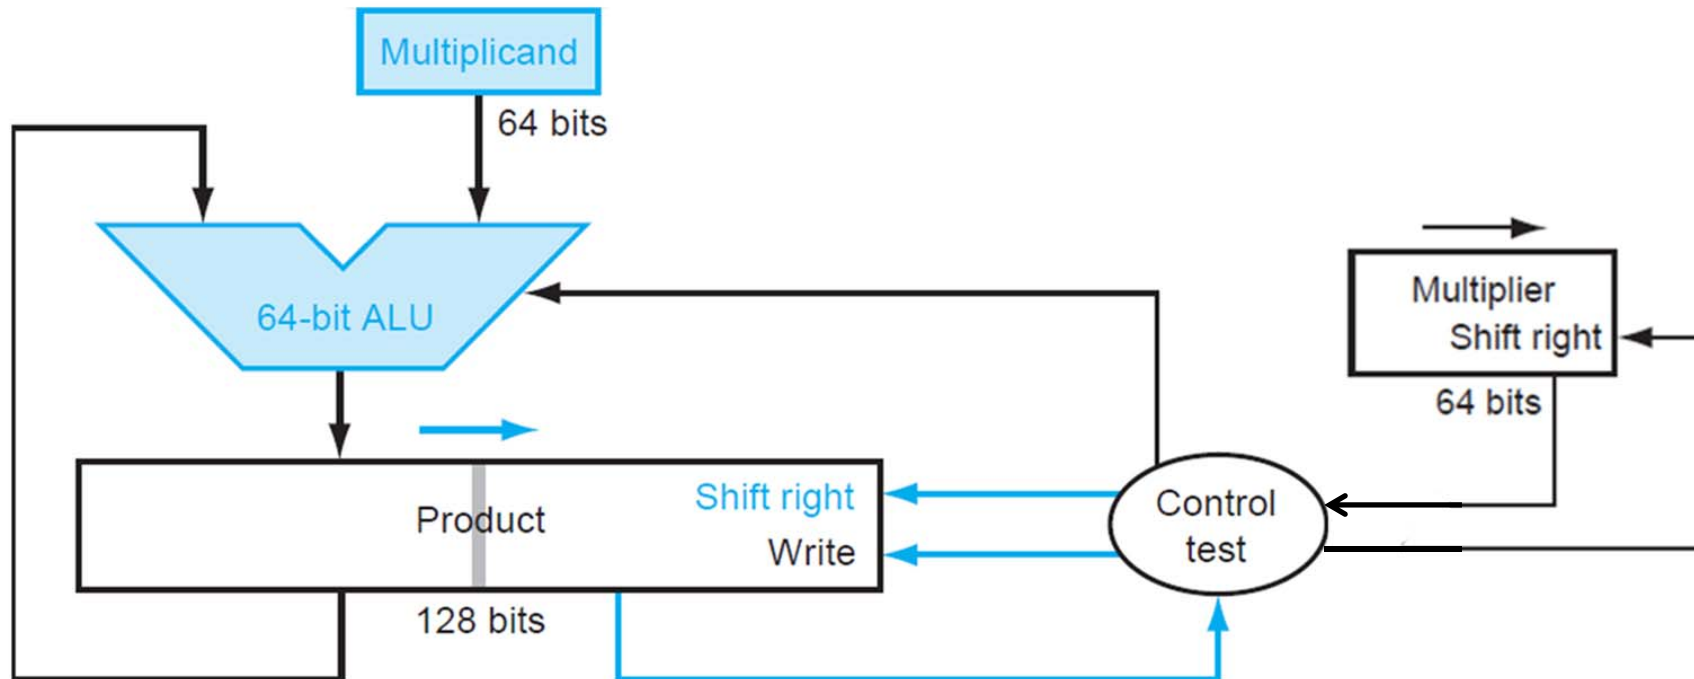 Multiplicand
64 bits
64-bit ALU
Multiplier
Shift right
64 bits
Product
Shift right
Write
128 bits
Control
test